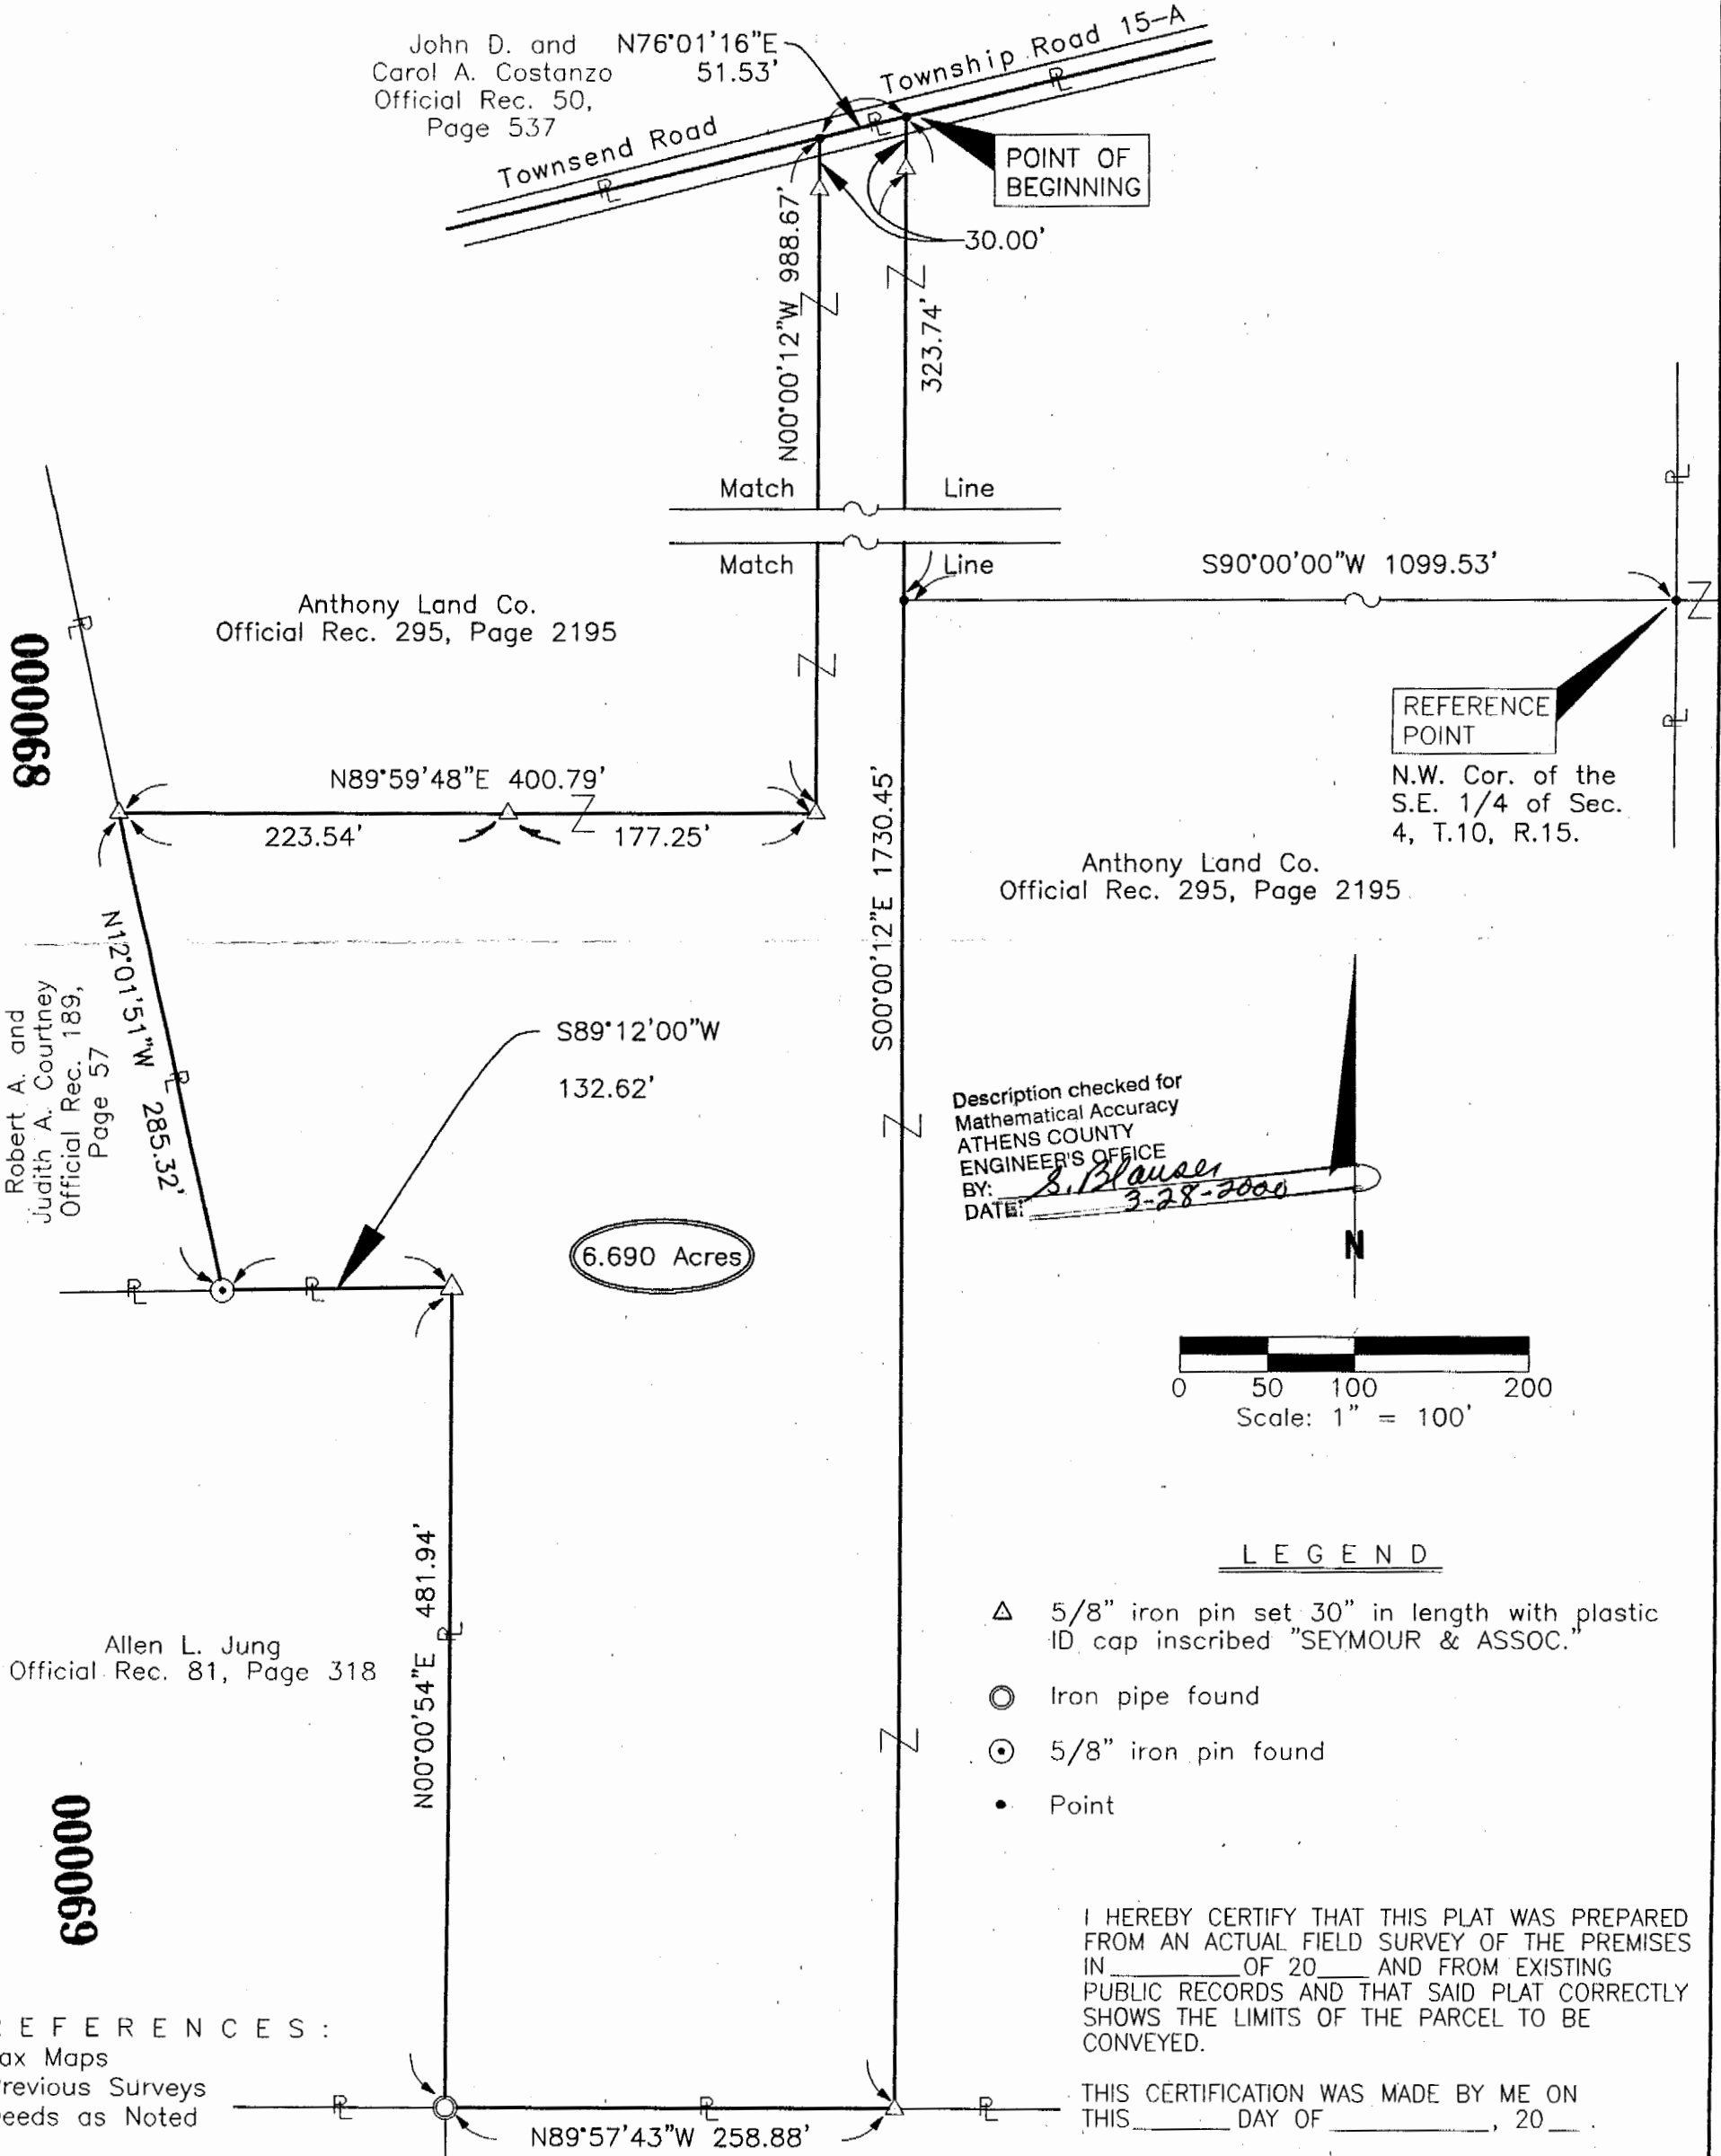 John D. and
Carol A. Costanzo
Official Rec. 50,
Page 537
N76°01'16"E
51.53'
Township Road 15-A
Townsend Road
POINT OF
BEGINNING
30.00'
N00°00'12"W 988.67'
323.74'
Match Line
Match Line
S90°00'00"W 1099.53'
Anthony Land Co.
Official Rec. 295, Page 2195
000068
REFERENCE
POINT
N.W. Cor. of the
S.E. 1/4 of Sec.
4, T.10, R.15.
N89°59'48"E 400.79'
223.54'
177.25'
S00°00'12"E 1730.45'
Anthony Land Co.
Official Rec. 295, Page 2195
N12°01'51"W 285.32'
Robert A. and
Judith A. Courtney
Official Rec. 189,
Page 57
S89°12'00"W
132.62'
Description checked for
Mathematical Accuracy
ATHENS COUNTY
ENGINEER'S OFFICE
BY: S. Blauser
DATE: 3-28-2000
6.690 Acres
N
0 50 100 200
Scale: 1" = 100'
N00°00'54"E 481.94'
Allen L. Jung
Official Rec. 81, Page 318
LEGEND
5/8" iron pin set 30" in length with plastic
ID cap inscribed "SEYMOUR & ASSOC."
Iron pipe found
5/8" iron pin found
Point
000069
I HEREBY CERTIFY THAT THIS PLAT WAS PREPARED
FROM AN ACTUAL FIELD SURVEY OF THE PREMISES
IN________OF 20___ AND FROM EXISTING
PUBLIC RECORDS AND THAT SAID PLAT CORRECTLY
SHOWS THE LIMITS OF THE PARCEL TO BE
CONVEYED.
THIS CERTIFICATION WAS MADE BY ME ON
THIS______ DAY OF __________, 20__.
EFERENCES:
ax Maps
revious Surveys
eeds as Noted
N89°57'43"W 258.88'